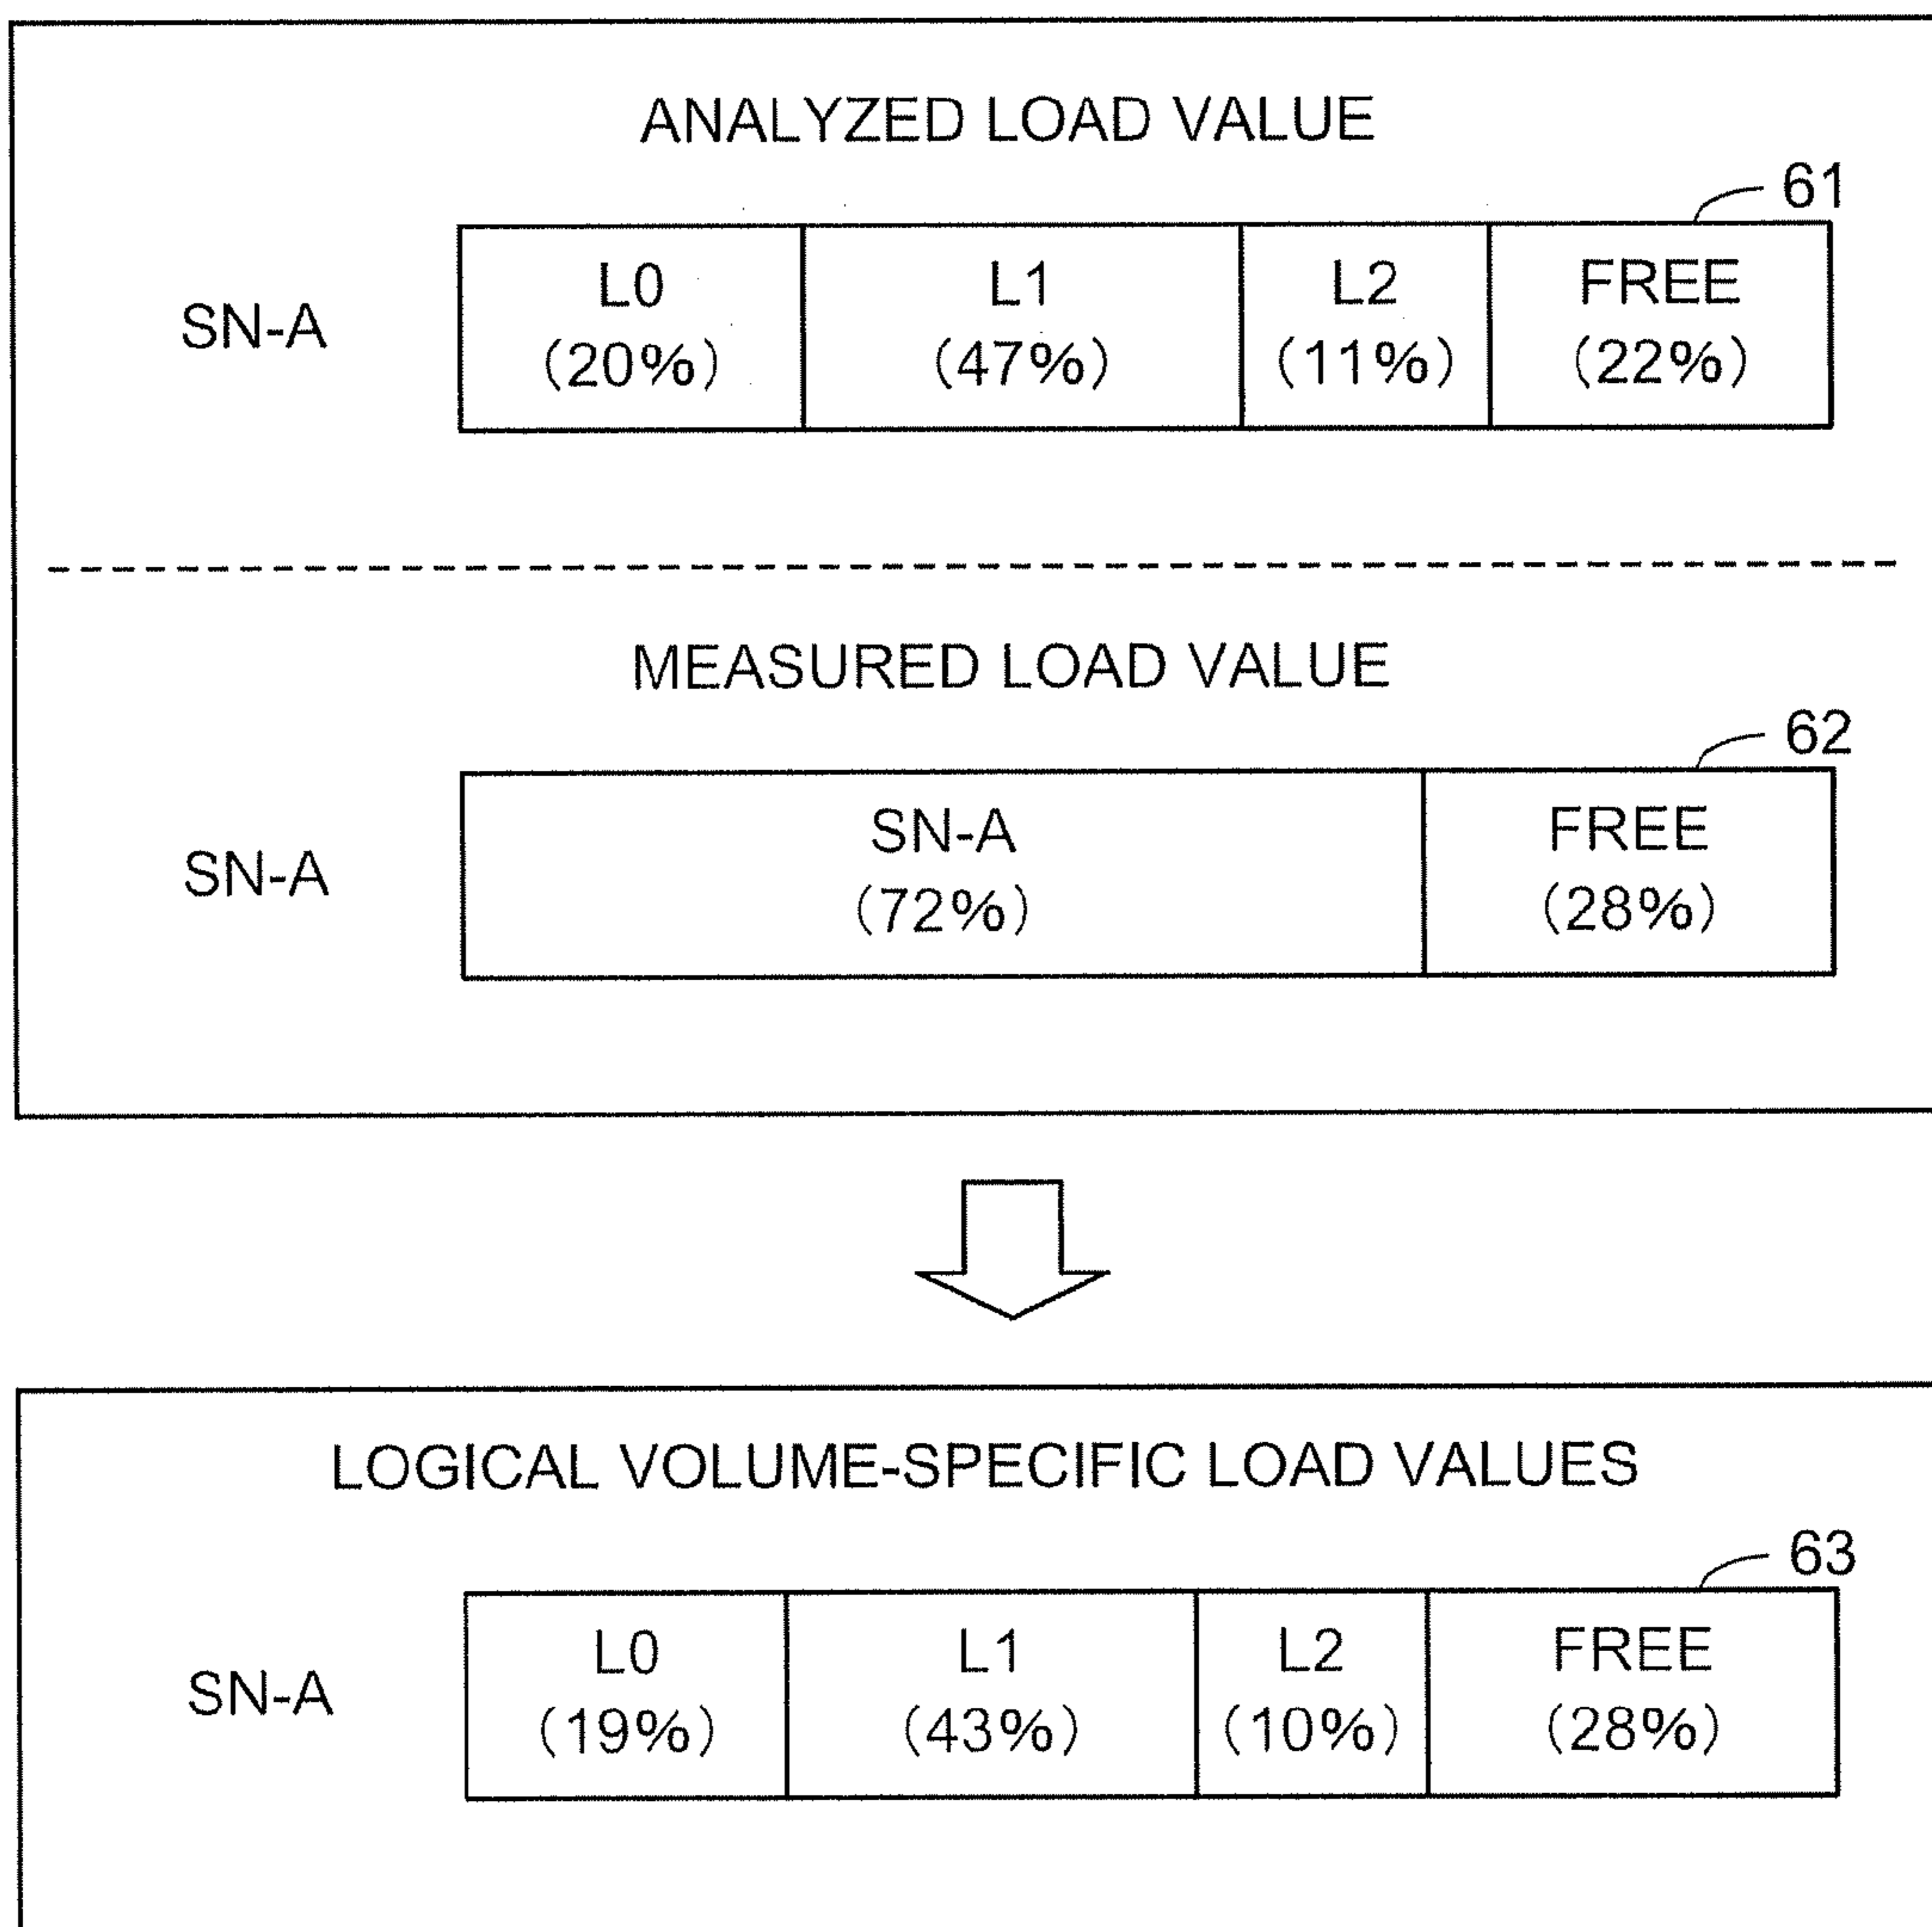 ANALYZED LOAD VALUE
61
SN-A
L0
(20%)
L1
(47%)
L2
(11%)
FREE
(22%)
MEASURED LOAD VALUE
62
SN-A
SN-A
(72%)
FREE
(28%)
LOGICAL VOLUME-SPECIFIC LOAD VALUES
63
SN-A
L0
(19%)
L1
(43%)
L2
(10%)
FREE
(28%)